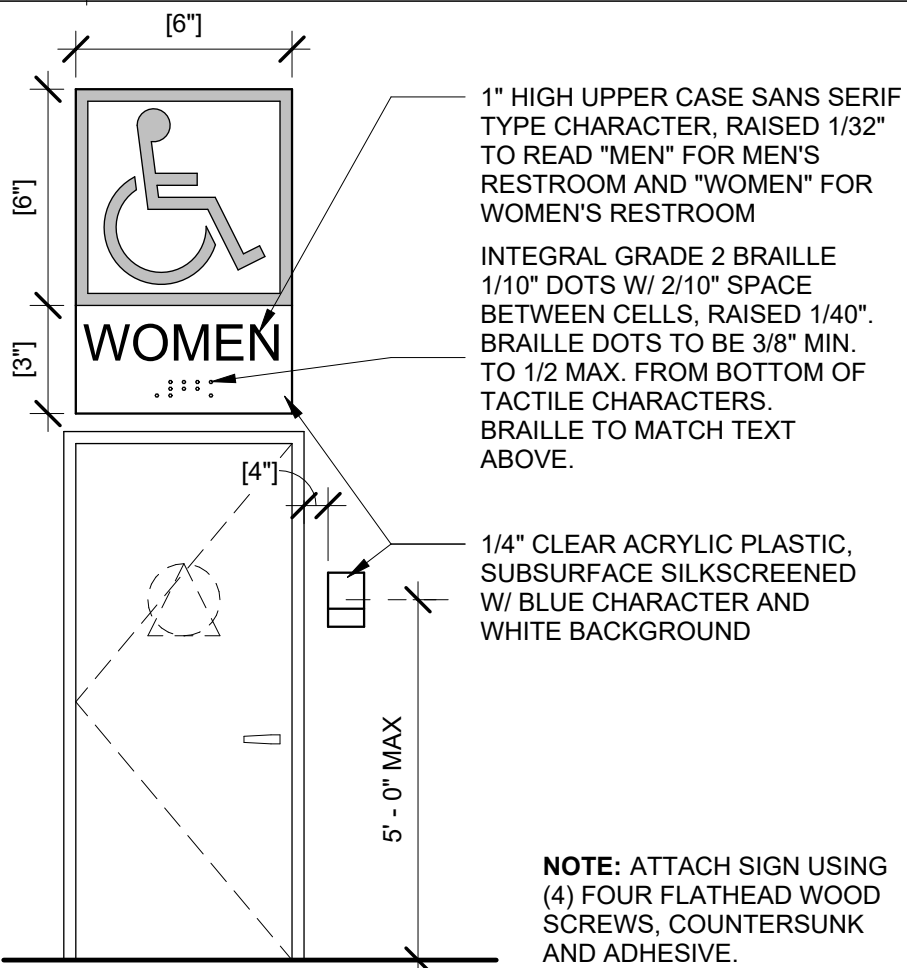 [6"]
[6"]
[3"]
WOMEN
1" HIGH UPPER CASE SANS SERIF
TYPE CHARACTER, RAISED 1/32"
TO READ "MEN" FOR MEN'S
RESTROOM AND "WOMEN" FOR
WOMEN'S RESTROOM
INTEGRAL GRADE 2 BRAILLE
1/10" DOTS W/ 2/10" SPACE
BETWEEN CELLS, RAISED 1/40".
BRAILLE DOTS TO BE 3/8" MIN.
TO 1/2 MAX. FROM BOTTOM OF
TACTILE CHARACTERS.
BRAILLE TO MATCH TEXT
ABOVE.
[4"]
1/4" CLEAR ACRYLIC PLASTIC,
SUBSURFACE SILKSCREENED
W/ BLUE CHARACTER AND
WHITE BACKGROUND
5' - 0" MAX
NOTE: ATTACH SIGN USING
(4) FOUR FLATHEAD WOOD
SCREWS, COUNTERSUNK
AND ADHESIVE.